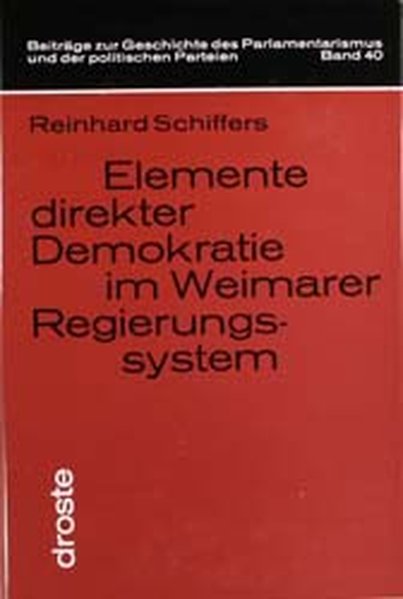 Beiträge zur Geschichte des Parlamentarismus
und der politischen Parteien Band 40
Reinhard Schiffers
Elemente
direkter
Demokratie
im Weimarer
Regierungs-
system
droste